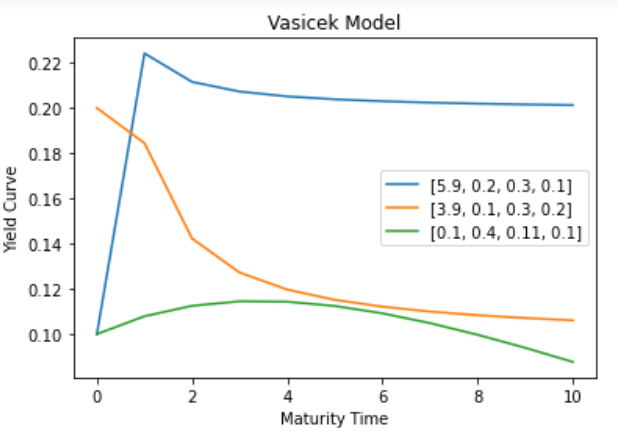 Vasicek Model
Yield Curve
0.22
0.20
0.18
0.16
0.14
0.12
0.10
[5.9, 0.2, 0.3, 0.1]
[3.9, 0.1, 0.3, 0.2]
[0.1, 0.4, 0.11, 0.1]
0 2 4 6 8 10
Maturity Time